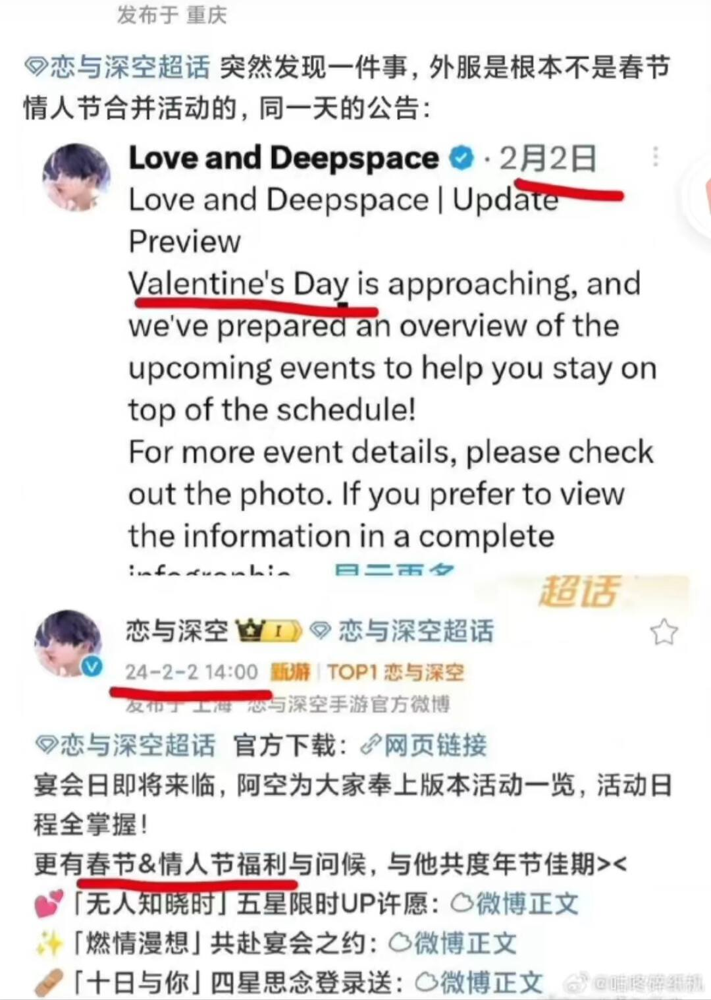 发布于 重庆
恋与深空超话 突然发现一件事，外服是根本不是春节
情人节合并活动的，同一天的公告：
Love and Deepspace · 2月2日
Love and Deepspace | Update
Preview
Valentine's Day is approaching, and
we've prepared an overview of the
upcoming events to help you stay on
top of the schedule!
For more event details, please check
out the photo. If you prefer to view
the information in a complete
infographic 显示更多
超话
恋与深空 I 恋与深空超话
24-2-2 14:00 新游 | TOP1 恋与深空
发布于 上海 恋与深空手游官方微博
恋与深空超话 官方下载：网页链接
宴会日即将来临，阿空为大家奉上版本活动一览，活动日
程全掌握！
更有春节&情人节福利与问候，与他共度年节佳期><
「无人知晓时」五星限时UP许愿：微博正文
「燃情漫想」共赴宴会之约：微博正文
「十日与你」四星思念登录送：微博正文